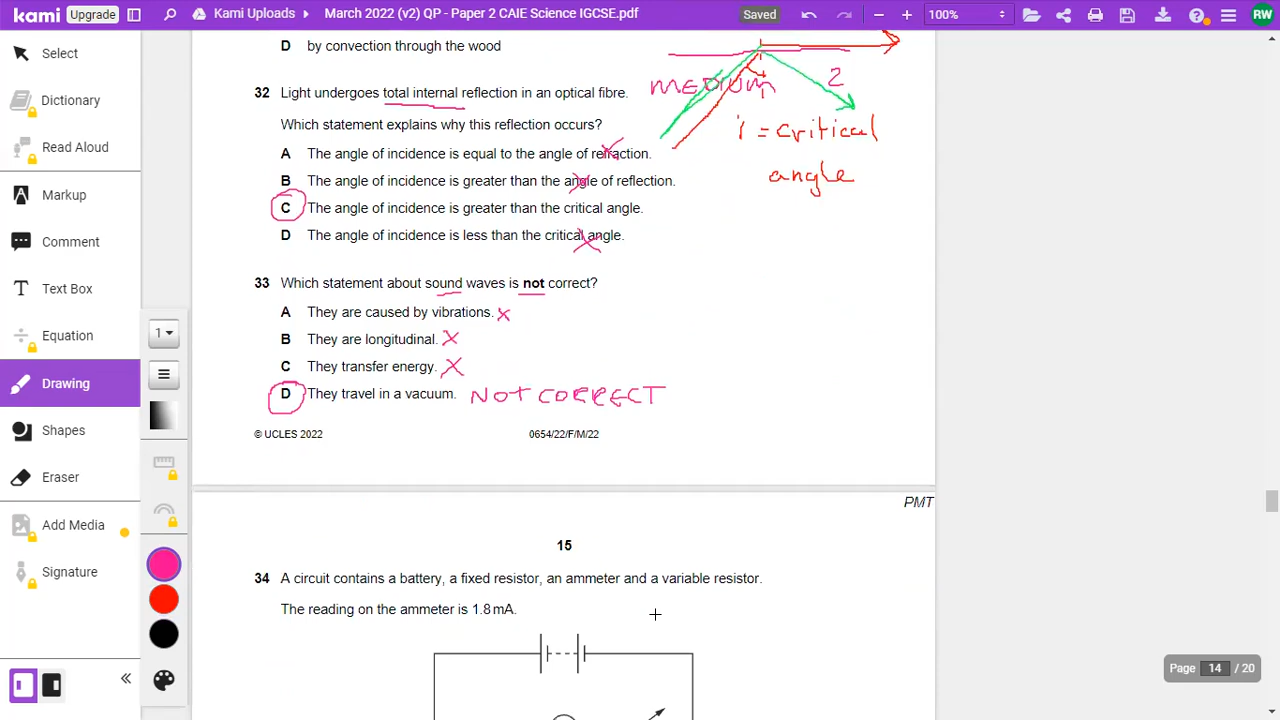 kami Upgrade Kami Uploads > March 2022 (v2) QP - Paper 2 CAIE Science IGCSE.pdf Saved 100% RW
Select
Dictionary
Read Aloud
Markup
Comment
Text Box
Equation
Drawing
Shapes
Eraser
Add Media
Signature
1
D by convection through the wood
MEDIUM 2
i = critical
angle
32 Light undergoes total internal reflection in an optical fibre.
Which statement explains why this reflection occurs?
A The angle of incidence is equal to the angle of refraction.
B The angle of incidence is greater than the angle of reflection.
C The angle of incidence is greater than the critical angle.
D The angle of incidence is less than the critical angle.
33 Which statement about sound waves is not correct?
A They are caused by vibrations. x
B They are longitudinal. x
C They transfer energy. x
D They travel in a vacuum. NOT CORRECT
© UCLES 2022 0654/22/F/M/22
PMT
15
34 A circuit contains a battery, a fixed resistor, an ammeter and a variable resistor.
The reading on the ammeter is 1.8 mA.
Page 14 / 20